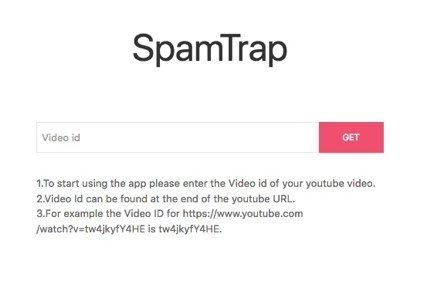 SpamTrap
Video id
GET
1.To start using the app please enter the Video id of your youtube video.
2.Video Id can be found at the end of the youtube URL.
3.For example the Video ID for https://www.youtube.com
/watch?v=tw4jkyfY4HE is tw4jkyfY4HE.